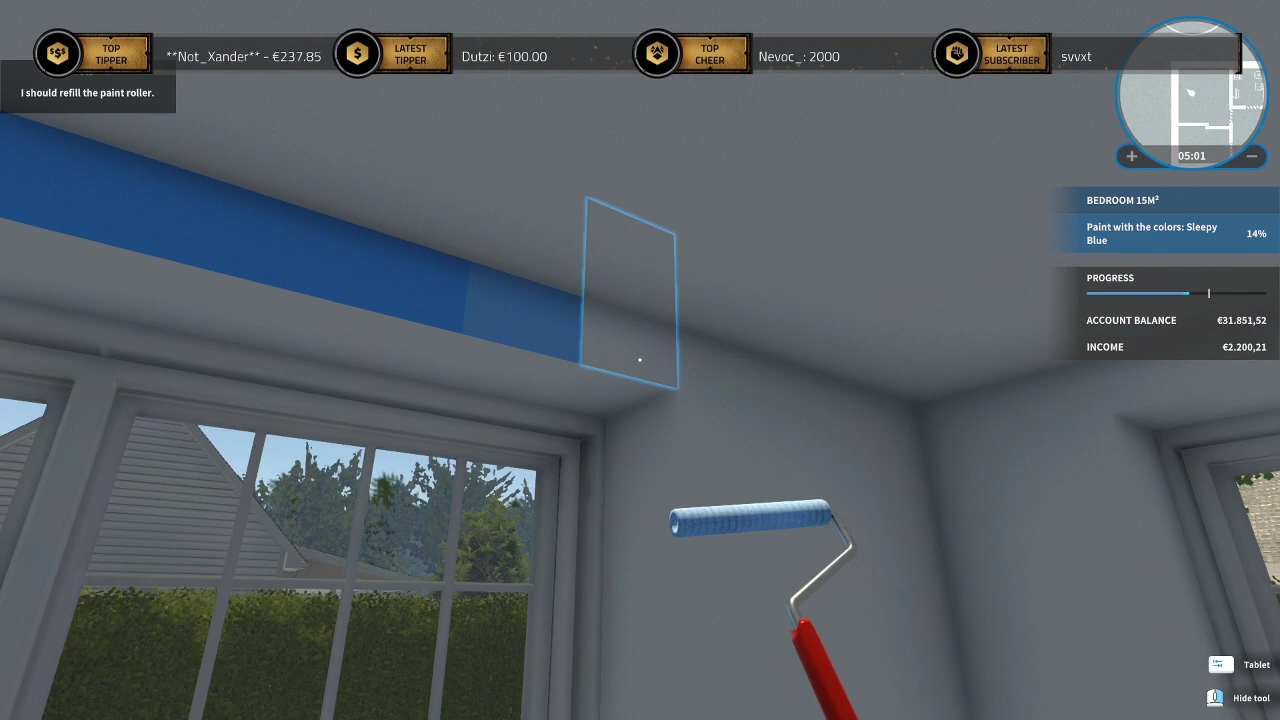 TOP
TIPPER
**Not_Xander** - €237.85
LATEST
TIPPER
Dutzi: €100.00
TOP
CHEER
Nevoc_: 2000
LATEST
SUBSCRIBER
svvxt
I should refill the paint roller.
05:01
BEDROOM 15M²
Paint with the colors: Sleepy
Blue
14%
PROGRESS
ACCOUNT BALANCE €31.851,52
INCOME €2.200,21
Tablet
Hide tool